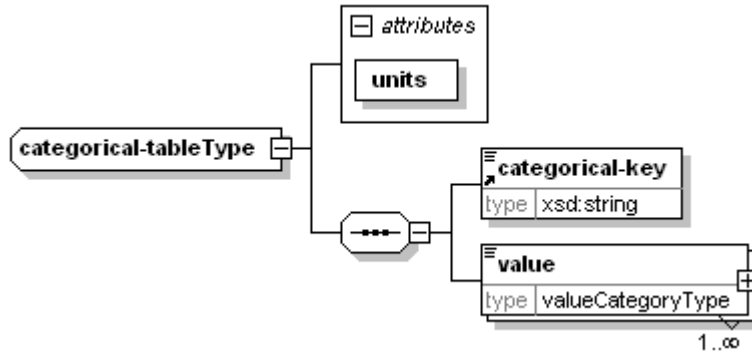 attributes
units
categorical-tableType
categorical-key
type xsd:string
value
type valueCategoryType
1..∞